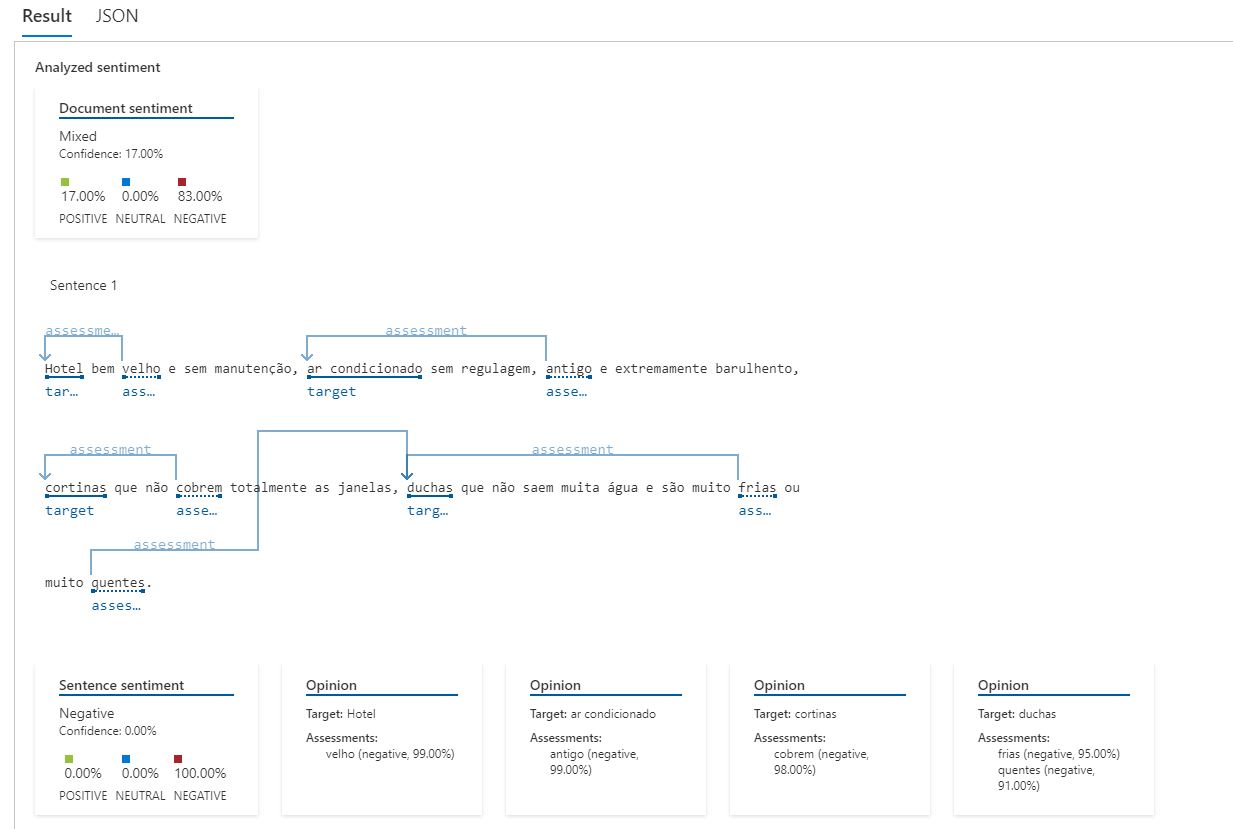 Result JSON
Analyzed sentiment
Document sentiment
Mixed
Confidence: 17.00%
17.00% 0.00% 83.00%
POSITIVE NEUTRAL NEGATIVE
Sentence 1
assessme... assessment
Hotel bem velho e sem manutenção, ar condicionado sem regulagem, antigo e extremamente barulhento,
tar... ass... target asse...
assessment assessment
cortinas que não cobrem totalmente as janelas, duchas que não saem muita água e são muito frias ou
target asse... targ... ass...
assessment
muito quentes.
asses...
Sentence sentiment
Negative
Confidence: 0.00%
0.00% 0.00% 100.00%
POSITIVE NEUTRAL NEGATIVE
Opinion
Target: Hotel
Assessments:
velho (negative, 99.00%)
Opinion
Target: ar condicionado
Assessments:
antigo (negative,
99.00%)
Opinion
Target: cortinas
Assessments:
cobrem (negative,
98.00%)
Opinion
Target: duchas
Assessments:
frias (negative, 95.00%)
quentes (negative,
91.00%)